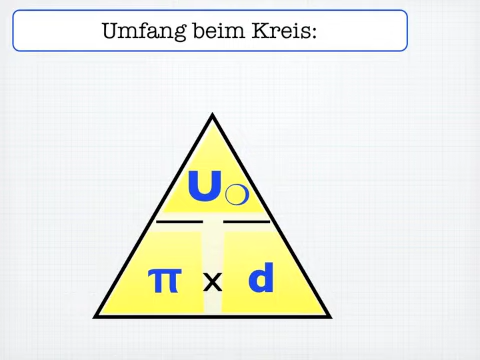 Umfang beim Kreis:
U○
π x d